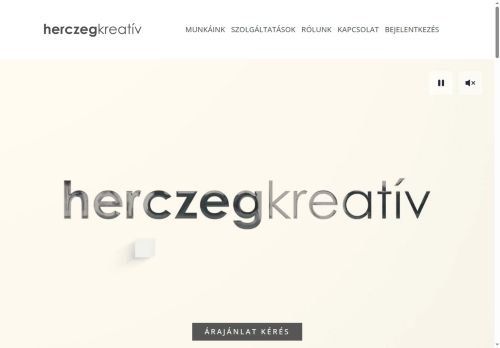 herczegkreatív
MUNKÁINK SZOLGÁLTATÁSOK RÓLUNK KAPCSOLAT BEJELENTKEZÉS
herczegkreatív
ÁRAJÁNLAT KÉRÉS